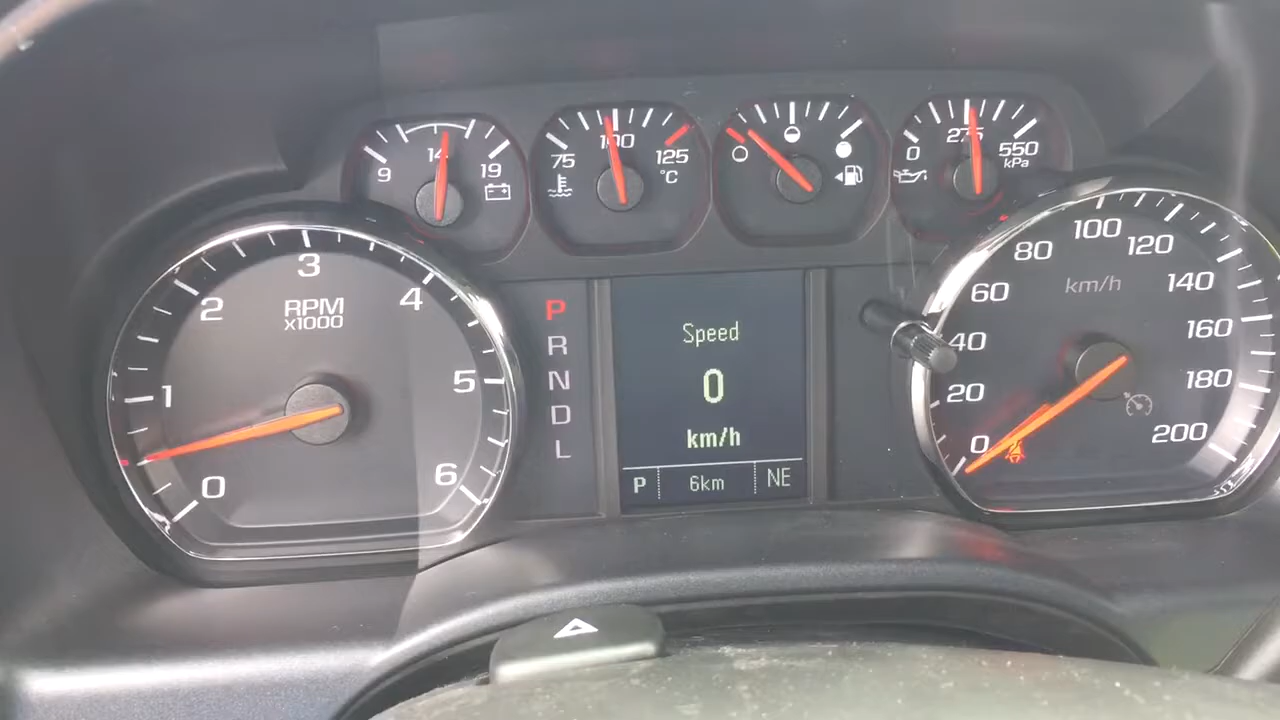 9 14 19
75 100 125
°C
0 275 550
kPa
0 1 2 3 4 5 6
RPM
x1000
P
R
N
D
L
Speed
0
km/h
P 6km NE
0 20 40 60 80 100 120 140 160 180 200
km/h